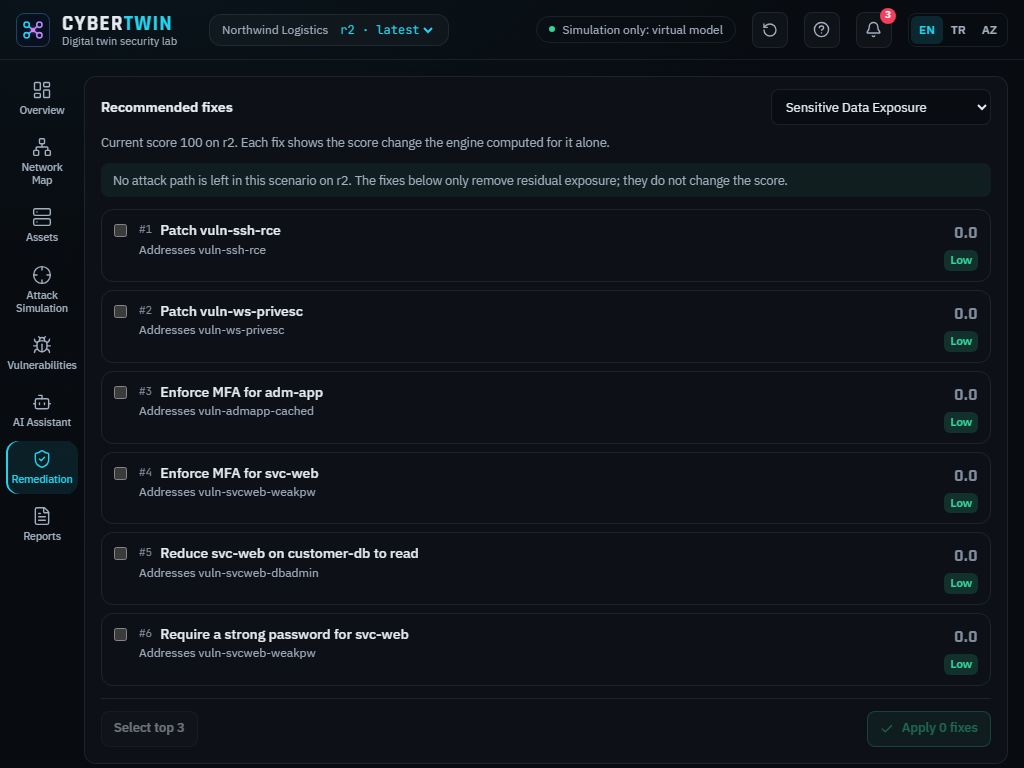 CYBERTWIN
Digital twin security lab
Northwind Logistics r2 · latest
Simulation only: virtual model
3
EN TR AZ
Overview
Network
Map
Assets
Attack
Simulation
Vulnerabilities
AI Assistant
Remediation
Reports
Recommended fixes
Sensitive Data Exposure
Current score 100 on r2. Each fix shows the score change the engine computed for it alone.
No attack path is left in this scenario on r2. The fixes below only remove residual exposure; they do not change the score.
#1 Patch vuln-ssh-rce 0.0
Addresses vuln-ssh-rce
Low
#2 Patch vuln-ws-privesc 0.0
Addresses vuln-ws-privesc
Low
#3 Enforce MFA for adm-app 0.0
Addresses vuln-admapp-cached
Low
#4 Enforce MFA for svc-web 0.0
Addresses vuln-svcweb-weakpw
Low
#5 Reduce svc-web on customer-db to read 0.0
Addresses vuln-svcweb-dbadmin
Low
#6 Require a strong password for svc-web 0.0
Addresses vuln-svcweb-weakpw
Low
Select top 3
Apply 0 fixes